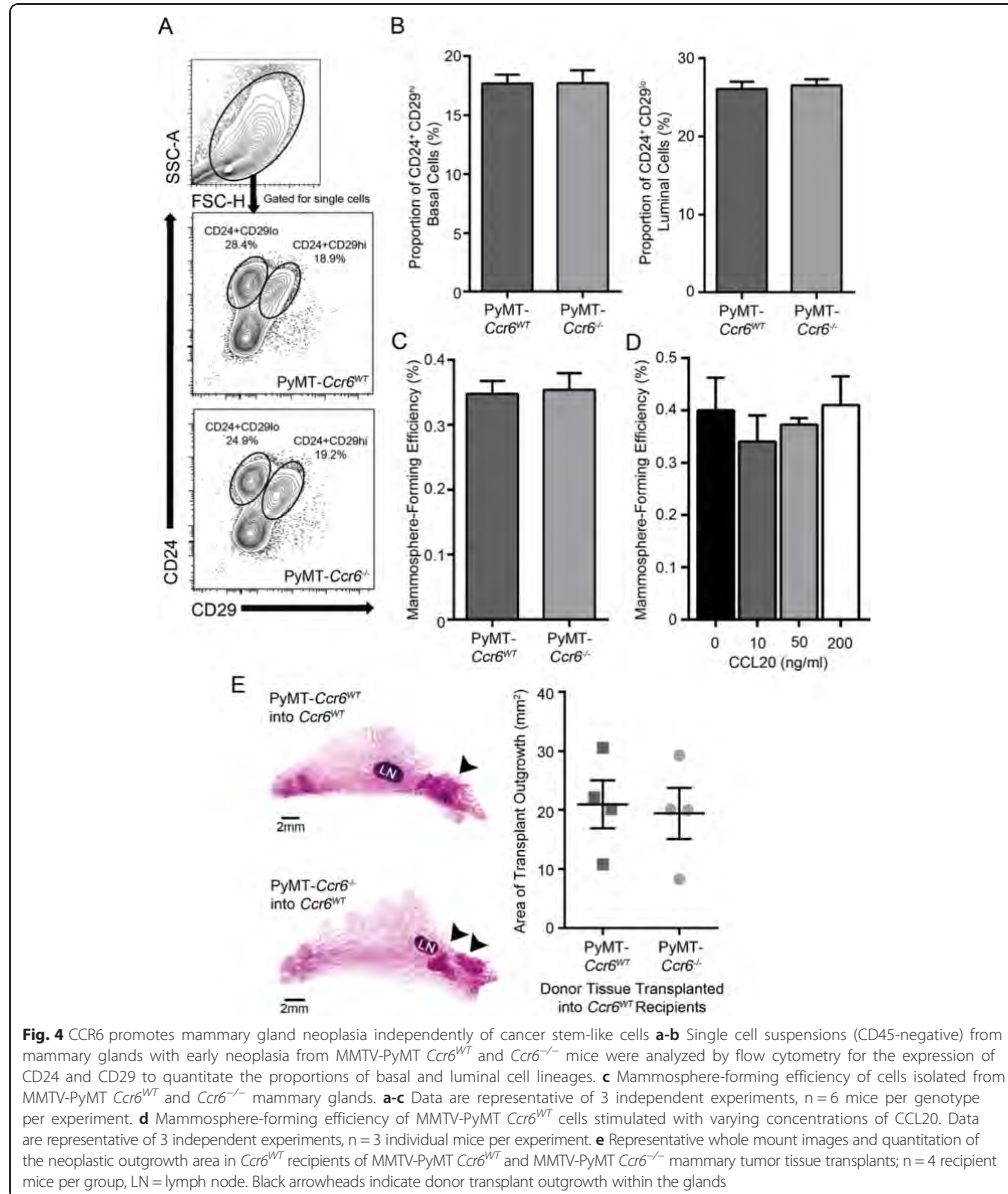 A
SSC-A
FSC-H
Gated for single cells
CD24+CD29lo
28.4%
CD24+CD29hi
18.9%
PyMT-Ccr6WT
CD24+CD29lo
24.9%
CD24+CD29hi
19.2%
PyMT-Ccr6-/-
CD24
CD29
B
Proportion of CD24+ CD29hi
Basal Cells (%)
20
15
10
5
0
PyMT-
Ccr6WT
PyMT-
Ccr6-/-
Proportion of CD24+ CD29lo
Luminal Cells (%)
30
20
10
0
PyMT-
Ccr6WT
PyMT-
Ccr6-/-
C
Mammosphere-Forming Efficiency (%)
0.4
0.3
0.2
0.1
0
PyMT-
Ccr6WT
PyMT-
Ccr6-/-
D
Mammosphere-Forming Efficiency (%)
0.5
0.4
0.3
0.2
0.1
0
0 10 50 200
CCL20 (ng/ml)
E
PyMT-Ccr6WT
into Ccr6WT
LN
2mm
PyMT-Ccr6-/-
into Ccr6WT
LN
2mm
Area of Transplant Outgrowth (mm²)
40
30
20
10
0
PyMT-
Ccr6WT
PyMT-
Ccr6-/-
Donor Tissue Transplanted
into Ccr6WT Recipients
Fig. 4 CCR6 promotes mammary gland neoplasia independently of cancer stem-like cells a-b Single cell suspensions (CD45-negative) from
mammary glands with early neoplasia from MMTV-PyMT Ccr6WT and Ccr6−/− mice were analyzed by flow cytometry for the expression of
CD24 and CD29 to quantitate the proportions of basal and luminal cell lineages. c Mammosphere-forming efficiency of cells isolated from
MMTV-PyMT Ccr6WT and Ccr6−/− mammary glands. a-c Data are representative of 3 independent experiments, n = 6 mice per genotype
per experiment. d Mammosphere-forming efficiency of MMTV-PyMT Ccr6WT cells stimulated with varying concentrations of CCL20. Data
are representative of 3 independent experiments, n = 3 individual mice per experiment. e Representative whole mount images and quantitation of
the neoplastic outgrowth area in Ccr6WT recipients of MMTV-PyMT Ccr6WT and MMTV-PyMT Ccr6−/− mammary tumor tissue transplants; n = 4 recipient
mice per group, LN = lymph node. Black arrowheads indicate donor transplant outgrowth within the glands